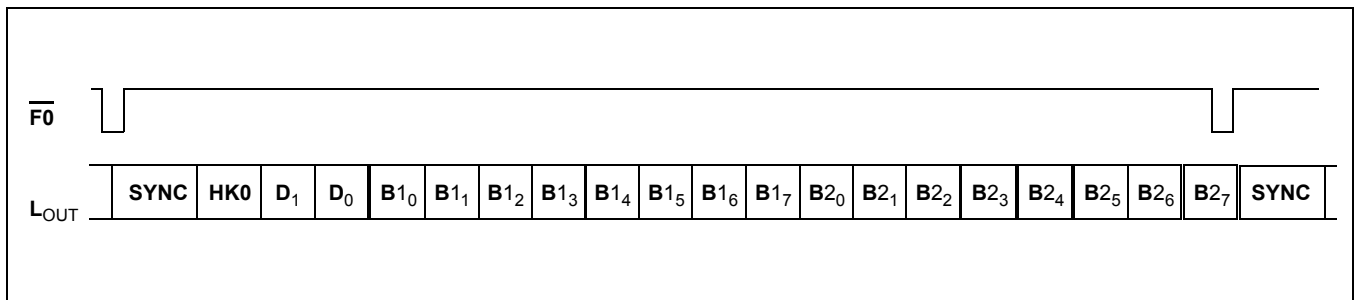 F0
L_OUT SYNC HK0 D₁ D₀ B1₀ B1₁ B1₂ B1₃ B1₄ B1₅ B1₆ B1₇ B2₀ B2₁ B2₂ B2₃ B2₄ B2₅ B2₆ B2₇ SYNC